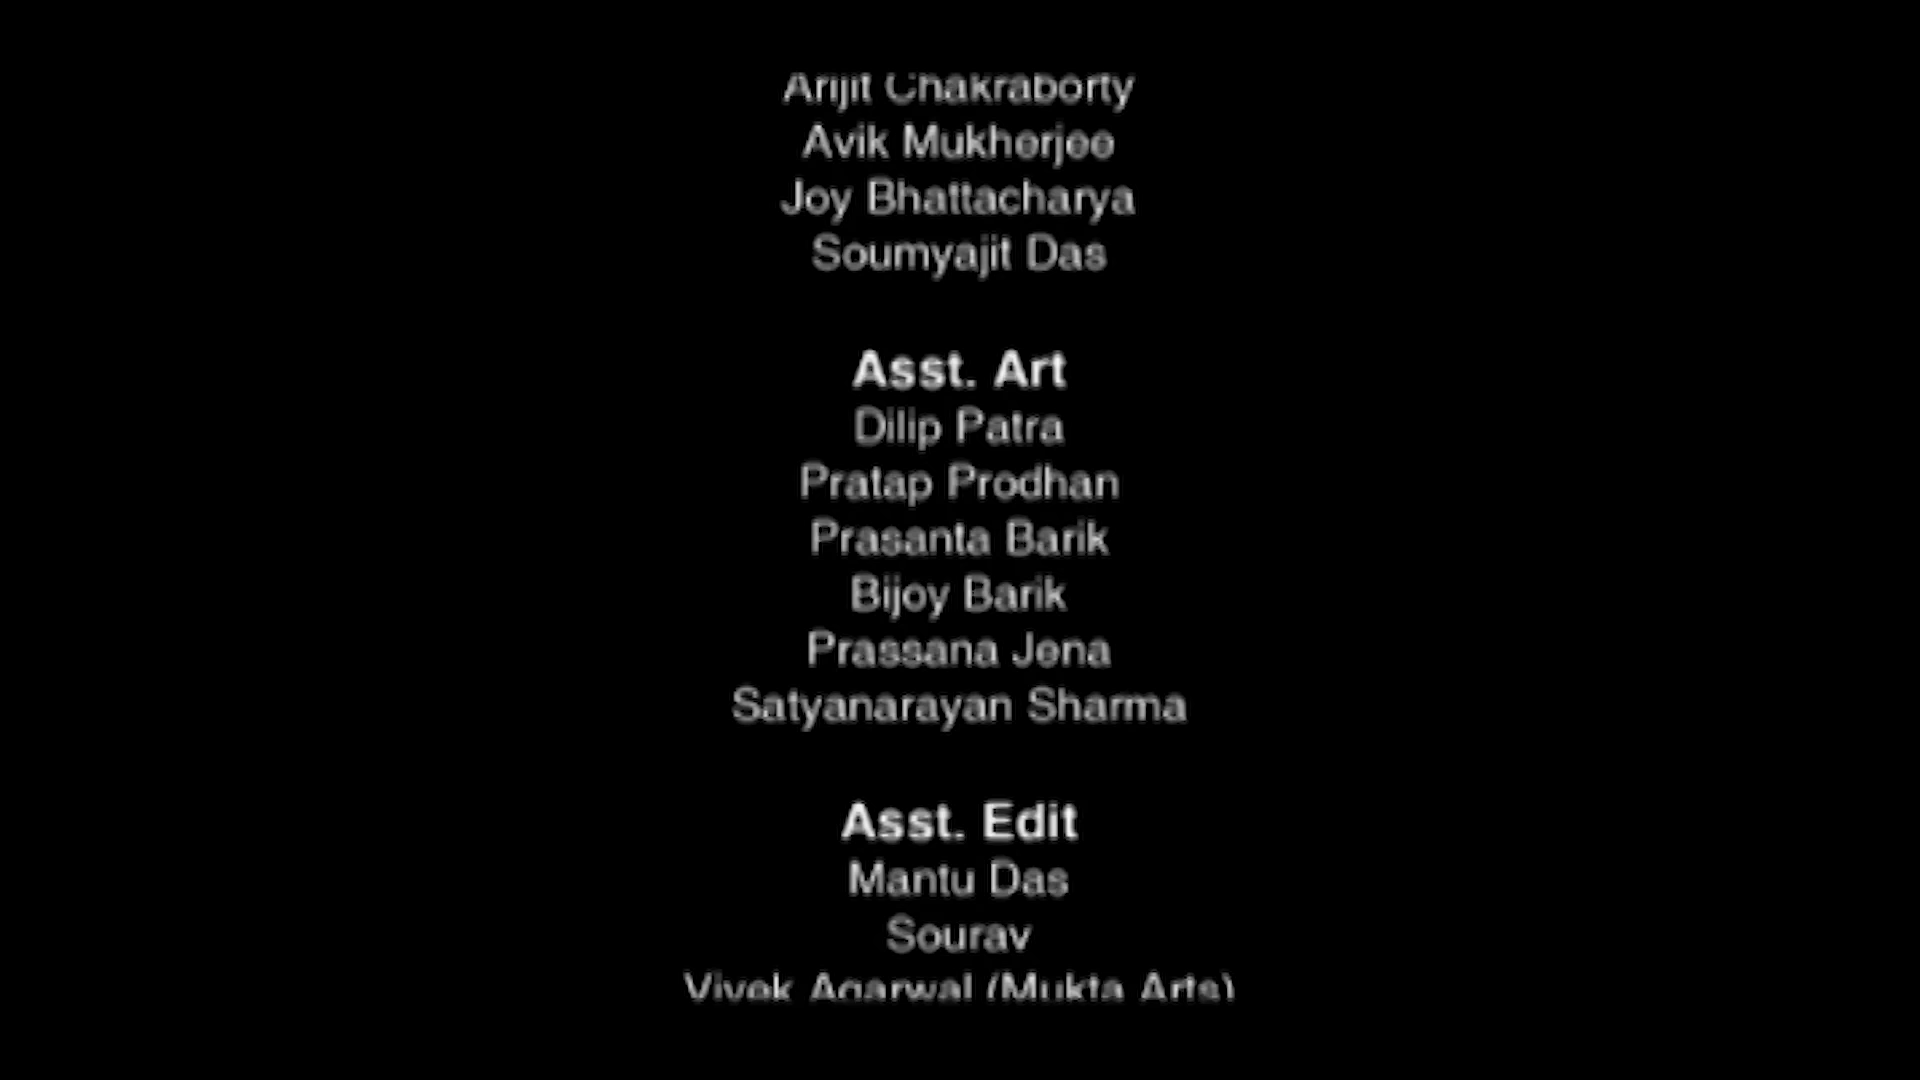 Arijit Chakraborty
Avik Mukherjee
Joy Bhattacharya
Soumyajit Das
Asst. Art
Dilip Patra
Pratap Prodhan
Prasanta Barik
Bijoy Barik
Prassana Jena
Satyanarayan Sharma
Asst. Edit
Mantu Das
Sourav
Vivek Agarwal (Mukta Arts)